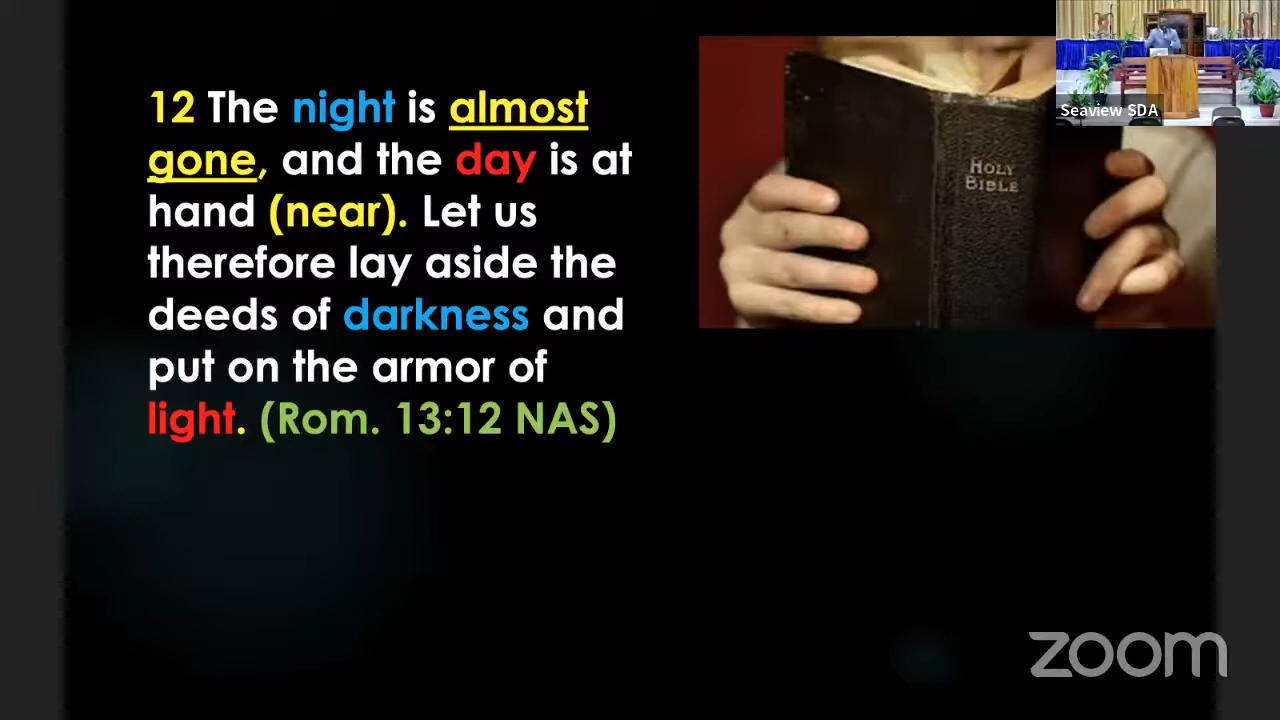 12 The night is almost
gone, and the day is at
hand (near). Let us
therefore lay aside the
deeds of darkness and
put on the armor of
light. (Rom. 13:12 NAS)
HOLY
BIBLE
Seaview SDA
zoom